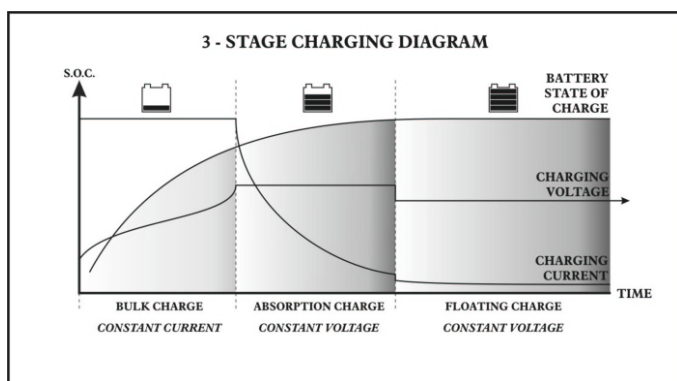 3 - STAGE CHARGING DIAGRAM
S.O.C.
BATTERY
STATE OF
CHARGE
CHARGING
VOLTAGE
CHARGING
CURRENT
TIME
BULK CHARGE
CONSTANT CURRENT
ABSORPTION CHARGE
CONSTANT VOLTAGE
FLOATING CHARGE
CONSTANT VOLTAGE